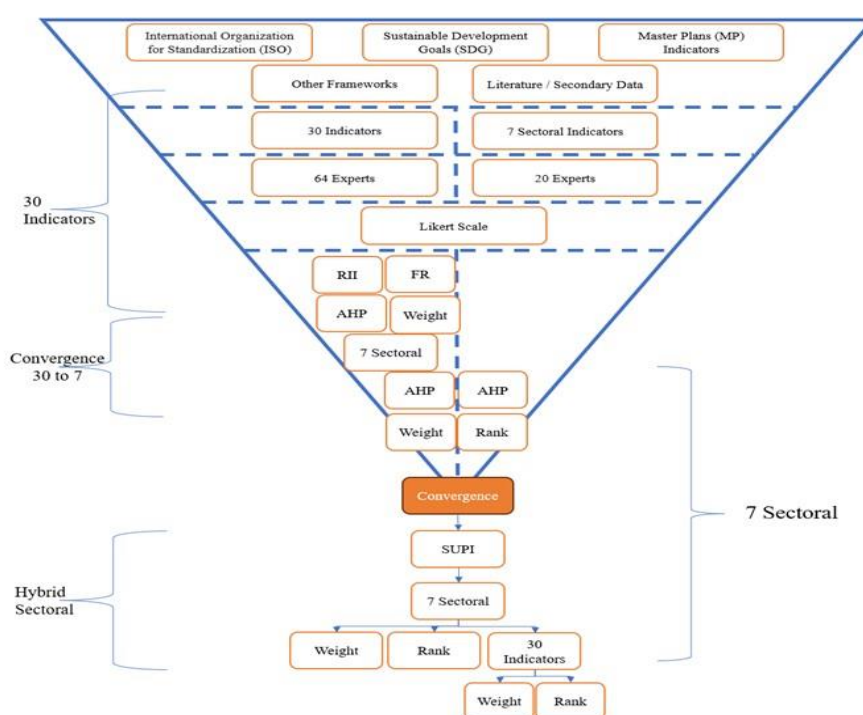 International Organization
for Standardization (ISO)
Sustainable Development
Goals (SDG)
Master Plans (MP)
Indicators
Other Frameworks
Literature / Secondary Data
30 Indicators
7 Sectoral Indicators
64 Experts
20 Experts
30
Indicators
Likert Scale
RII
FR
AHP
Weight
Convergence
30 to 7
7 Sectoral
AHP
AHP
Weight
Rank
Convergence
7 Sectoral
SUPI
Hybrid
Sectoral
7 Sectoral
Weight
Rank
30
Indicators
Weight
Rank